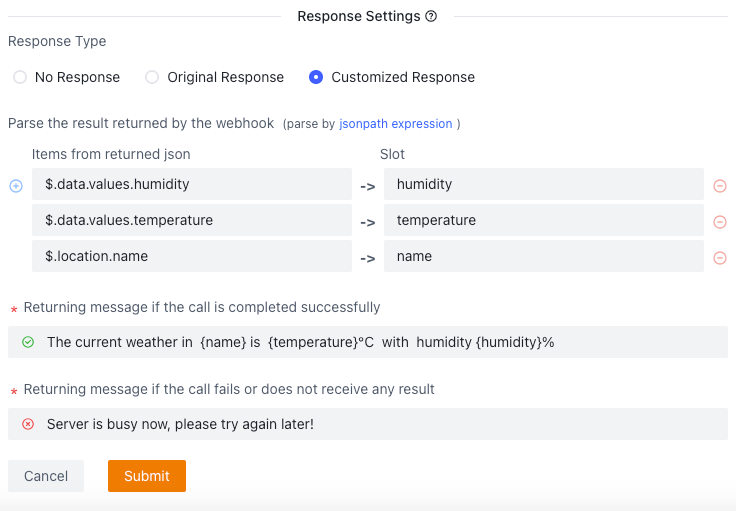 Response Settings
Response Type
No Response Original Response Customized Response
Parse the result returned by the webhook (parse by jsonpath expression )
Items from returned json Slot
$.data.values.humidity -> humidity
$.data.values.temperature -> temperature
$.location.name -> name
* Returning message if the call is completed successfully
The current weather in {name} is {temperature}°C with humidity {humidity}%
* Returning message if the call fails or does not receive any result
Server is busy now, please try again later!
Cancel Submit